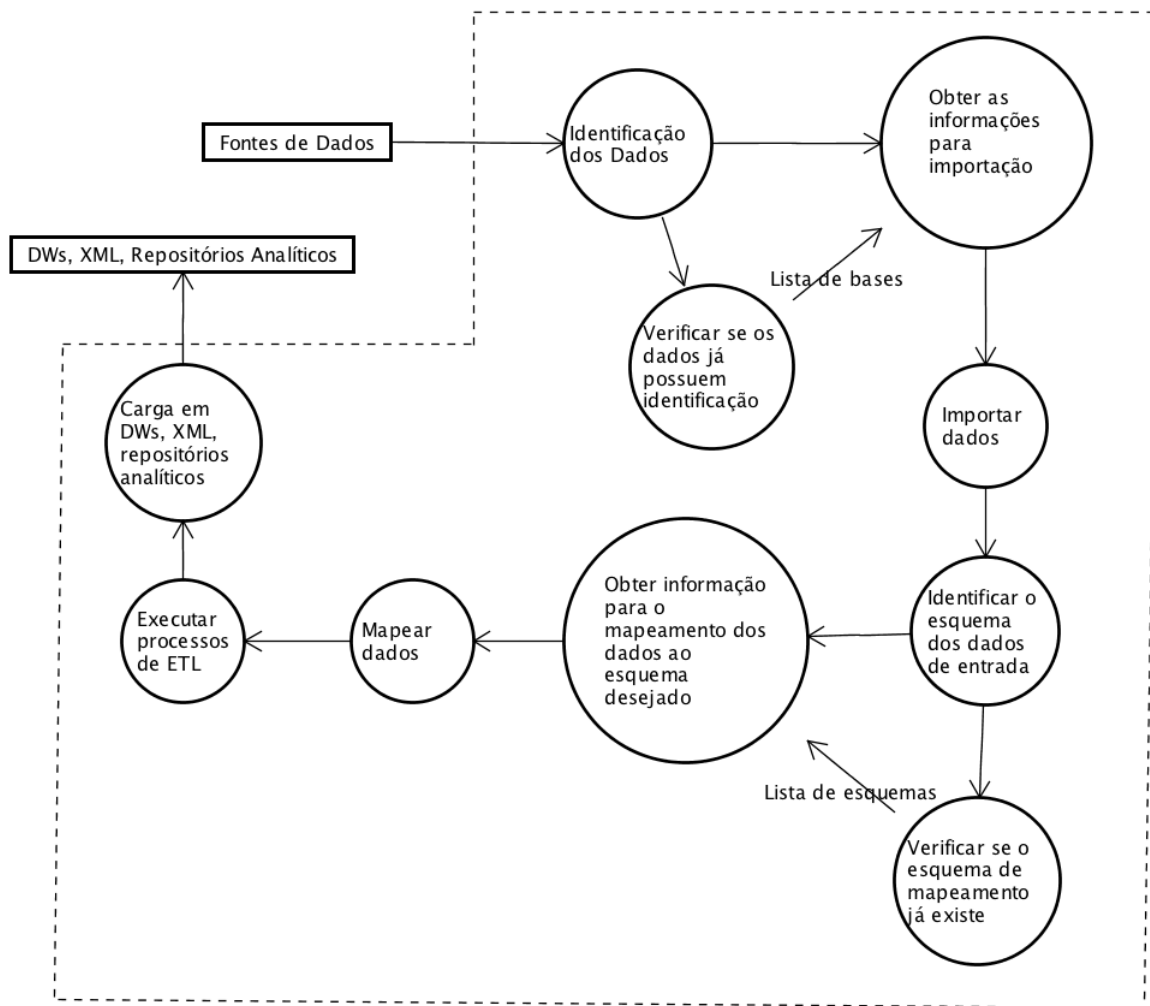 Fontes de Dados
Identificação
dos Dados
Obter as
informações
para
importação
DWs, XML, Repositórios Analíticos
Lista de bases
Verificar se os
dados já
possuem
identificação
Carga em
DWs, XML,
repositórios
analíticos
Importar
dados
Identificar o
esquema
dos dados
de entrada
Obter informação
para o
mapeamento dos
dados ao
esquema
desejado
Mapear
dados
Executar
processos
de ETL
Lista de esquemas
Verificar se o
esquema de
mapeamento
já existe